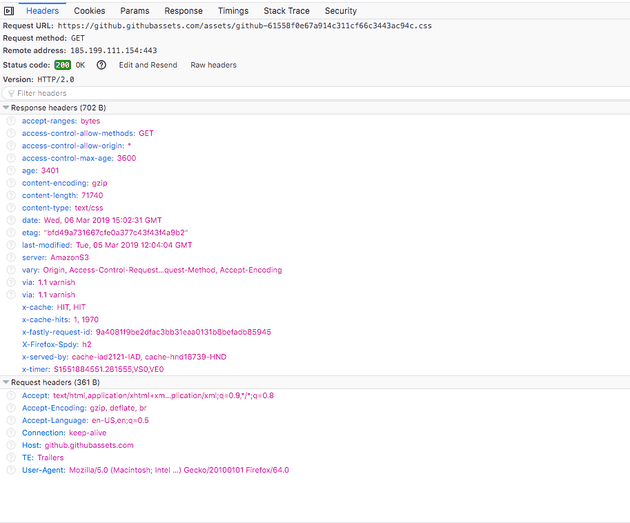 Headers Cookies Params Response Timings Stack Trace Security
Request URL: https://github.githubassets.com/assets/github-61558f0e67a914c311cf66c3443ac94c.css
Request method: GET
Remote address: 185.199.111.154:443
Status code: 200 OK ? Edit and Resend Raw headers
Version: HTTP/2.0
Filter headers
Response headers (702 B)
accept-ranges: bytes
access-control-allow-methods: GET
access-control-allow-origin: *
access-control-max-age: 3600
age: 3401
content-encoding: gzip
content-length: 71740
content-type: text/css
date: Wed, 06 Mar 2019 15:02:31 GMT
etag: "bfd49a731667cfe0a377c43f43f4a9b2"
last-modified: Tue, 05 Mar 2019 12:04:04 GMT
server: AmazonS3
vary: Origin, Access-Control-Request...quest-Method, Accept-Encoding
via: 1.1 varnish
via: 1.1 varnish
x-cache: HIT, HIT
x-cache-hits: 1, 1970
x-fastly-request-id: 9a4081f9be2dfac3bb31eaa0131b8befadb85945
X-Firefox-Spdy: h2
x-served-by: cache-iad2121-IAD, cache-hnd18739-HND
x-timer: S1551884551.281555,VS0,VE0
Request headers (361 B)
Accept: text/html,application/xhtml+xm...plication/xml;q=0.9,*/*;q=0.8
Accept-Encoding: gzip, deflate, br
Accept-Language: en-US,en;q=0.5
Connection: keep-alive
Host: github.githubassets.com
TE: Trailers
User-Agent: Mozilla/5.0 (Macintosh; Intel ...) Gecko/20100101 Firefox/64.0